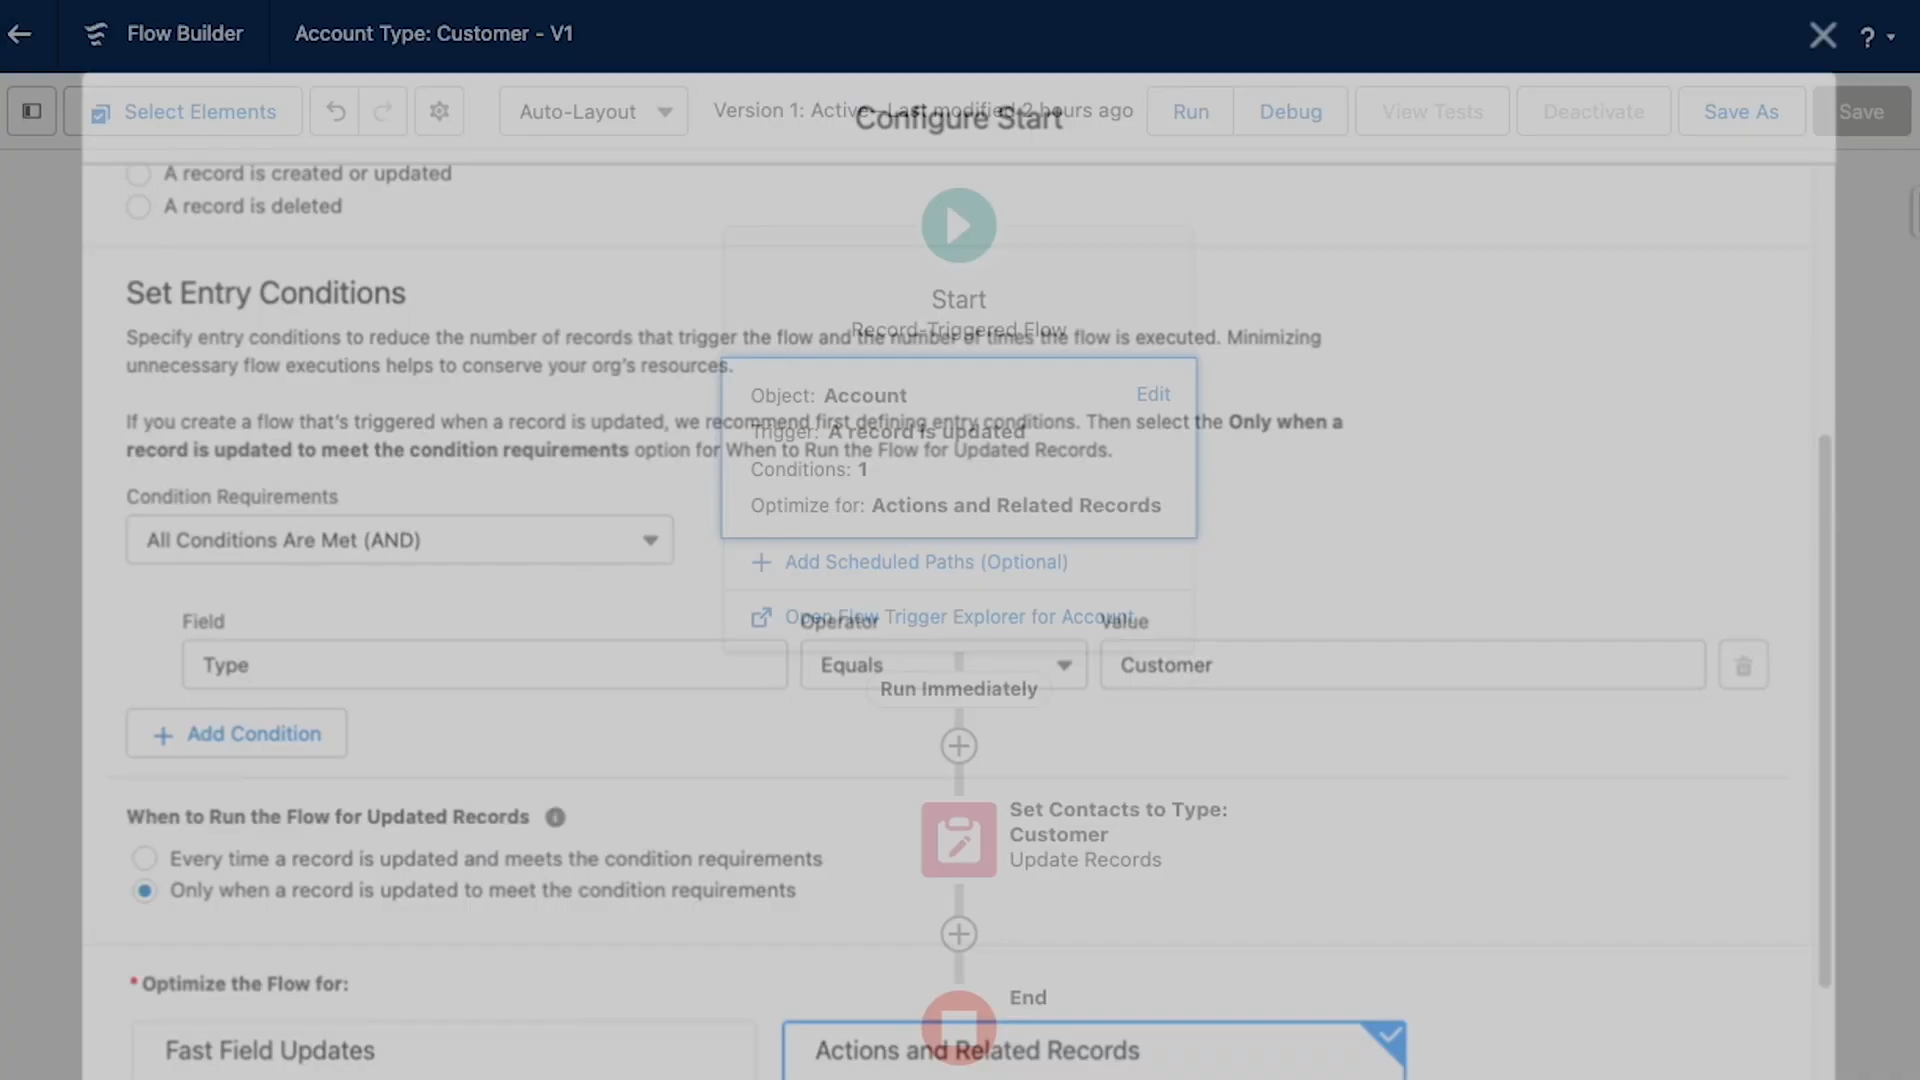 Flow Builder
Account Type: Customer - V1
?
Select Elements
Auto-Layout
Version 1: Active - Last modified 2 hours ago
Run
Debug
View Tests
Deactivate
Save As
Save
Configure Start
A record is created or updated
A record is deleted
Set Entry Conditions
Specify entry conditions to reduce the number of records that trigger the flow and the number of times the flow is executed. Minimizing
unnecessary flow executions helps to conserve your org's resources.
If you create a flow that's triggered when a record is updated, we recommend first defining entry conditions. Then select the Only when a
record is updated to meet the condition requirements option for When to Run the Flow for Updated Records.
Condition Requirements
All Conditions Are Met (AND)
Field
Operator
Value
Type
Equals
Customer
Add Condition
When to Run the Flow for Updated Records
Every time a record is updated and meets the condition requirements
Only when a record is updated to meet the condition requirements
*Optimize the Flow for:
Fast Field Updates
Actions and Related Records
Start
Record-Triggered Flow
Object: Account
Edit
Trigger: A record is updated
Conditions: 1
Optimize for: Actions and Related Records
Add Scheduled Paths (Optional)
Open Flow Trigger Explorer for Account
Run Immediately
Set Contacts to Type:
Customer
Update Records
End